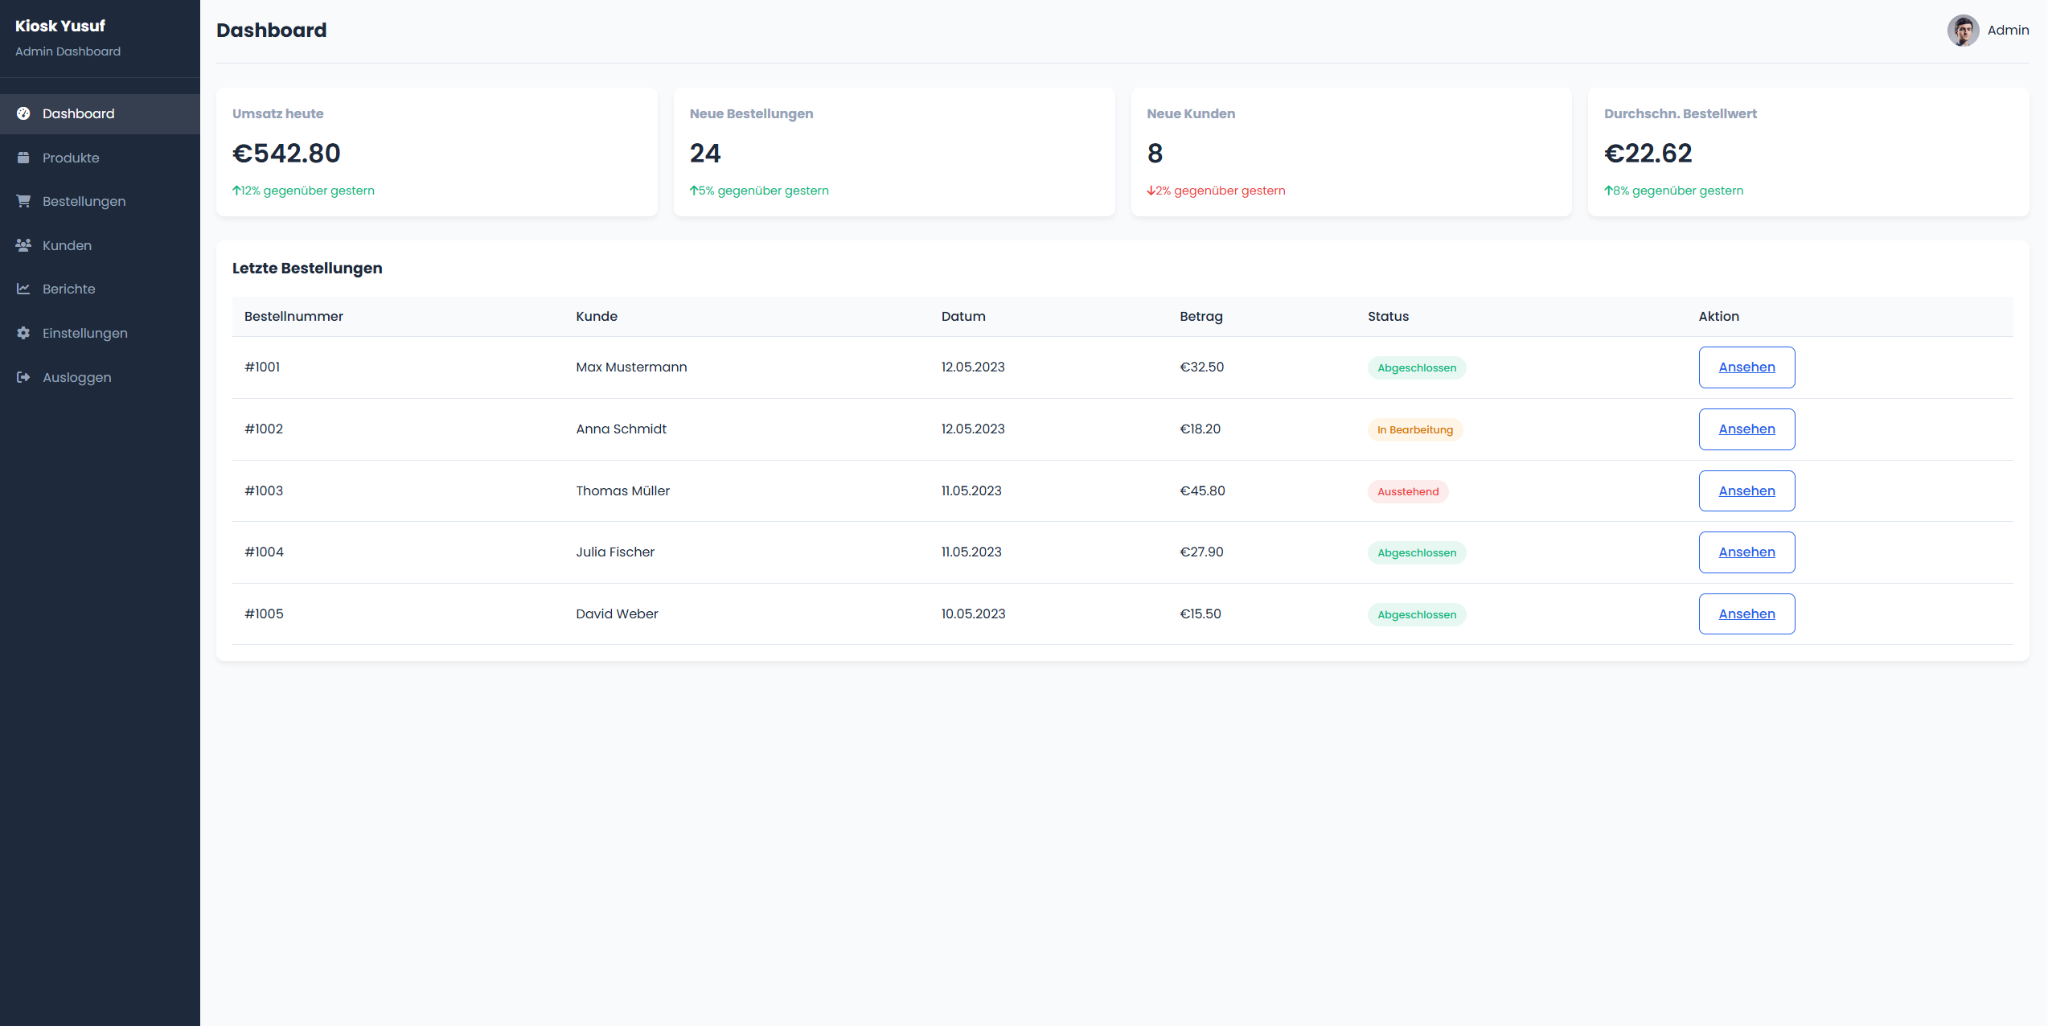 Kiosk Yusuf
Admin Dashboard
Dashboard
Produkte
Bestellungen
Kunden
Berichte
Einstellungen
Ausloggen
Dashboard
Admin
Umsatz heute
€542.80
↑12% gegenüber gestern
Neue Bestellungen
24
↑5% gegenüber gestern
Neue Kunden
8
↓2% gegenüber gestern
Durchschn. Bestellwert
€22.62
↑8% gegenüber gestern
Letzte Bestellungen
Bestellnummer Kunde Datum Betrag Status Aktion
#1001 Max Mustermann 12.05.2023 €32.50 Abgeschlossen Ansehen
#1002 Anna Schmidt 12.05.2023 €18.20 In Bearbeitung Ansehen
#1003 Thomas Müller 11.05.2023 €45.80 Ausstehend Ansehen
#1004 Julia Fischer 11.05.2023 €27.90 Abgeschlossen Ansehen
#1005 David Weber 10.05.2023 €15.50 Abgeschlossen Ansehen